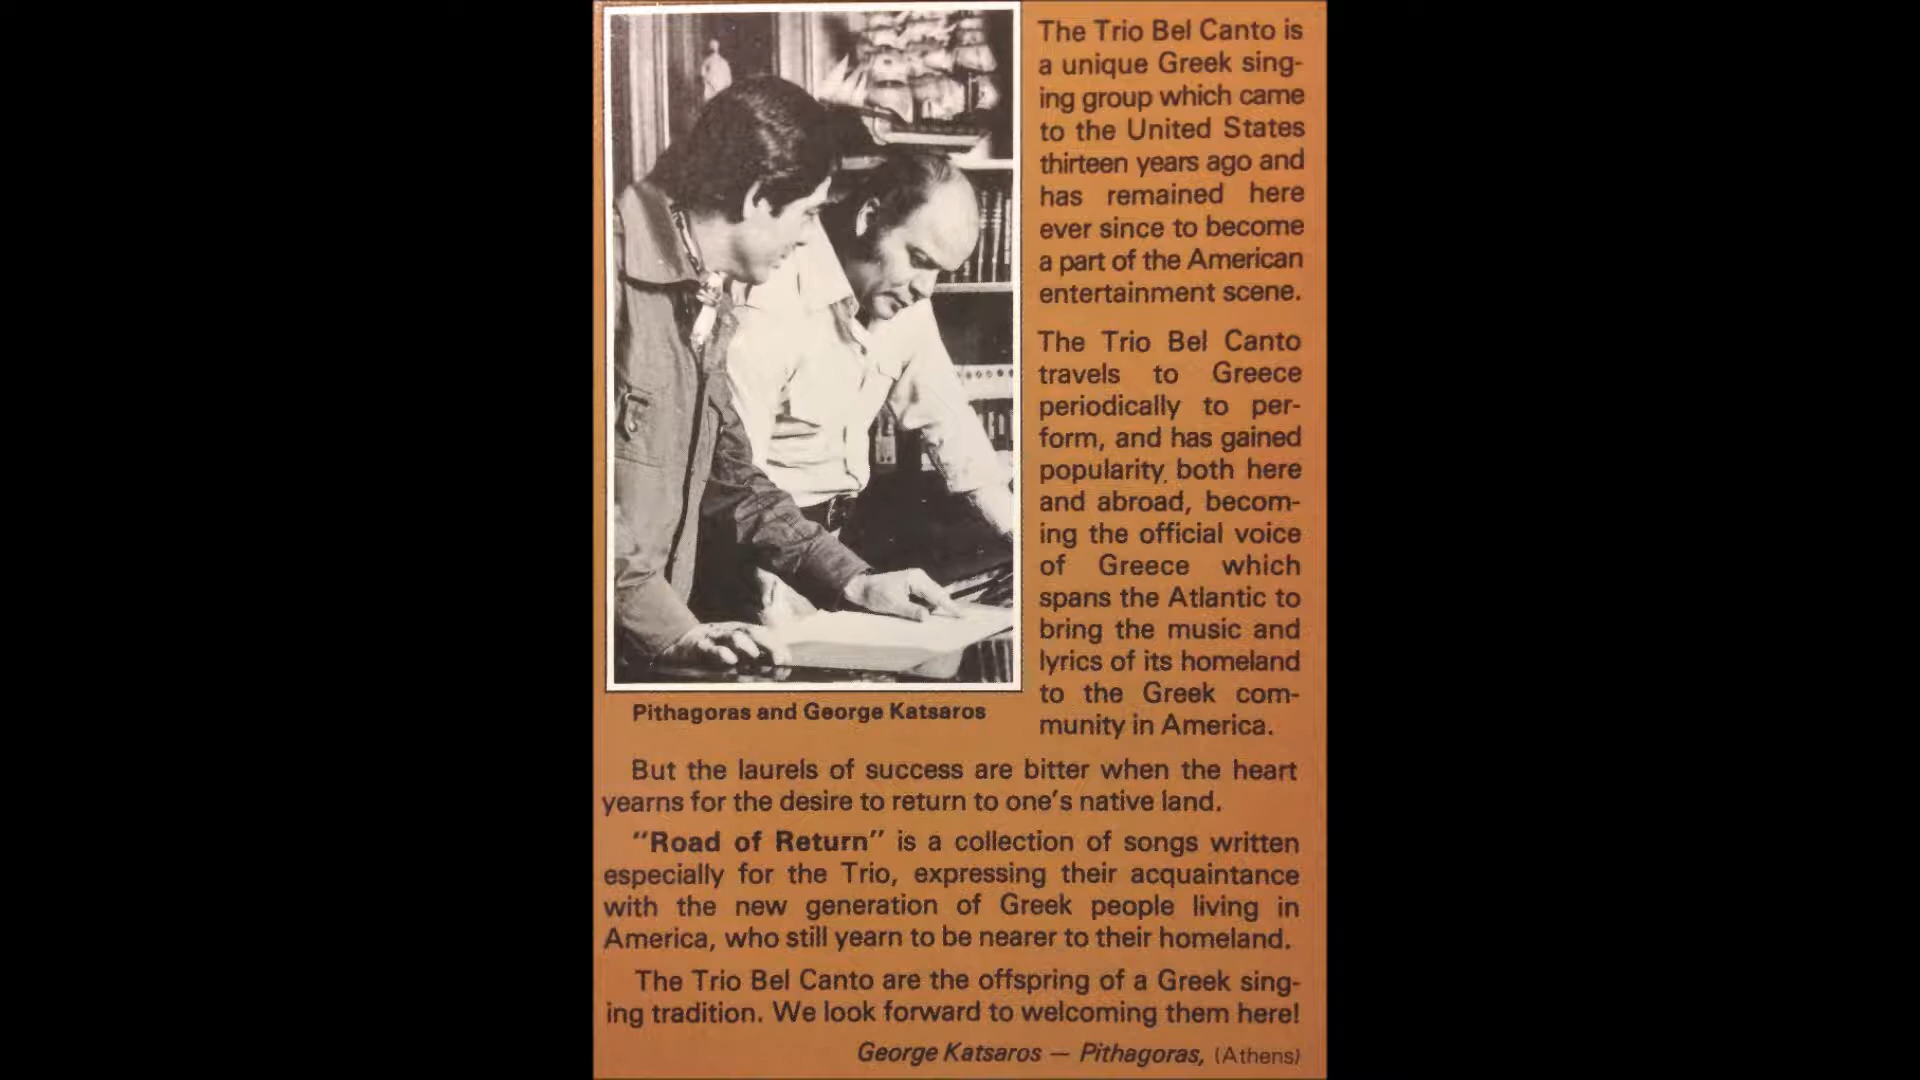 The Trio Bel Canto is
a unique Greek sing-
ing group which came
to the United States
thirteen years ago and
has remained here
ever since to become
a part of the American
entertainment scene.
The Trio Bel Canto
travels to Greece
periodically to per-
form, and has gained
popularity, both here
and abroad, becom-
ing the official voice
of Greece which
spans the Atlantic to
bring the music and
lyrics of its homeland
to the Greek com-
munity in America.
Pithagoras and George Katsaros
But the laurels of success are bitter when the heart
yearns for the desire to return to one's native land.
"Road of Return" is a collection of songs written
especially for the Trio, expressing their acquaintance
with the new generation of Greek people living in
America, who still yearn to be nearer to their homeland.
The Trio Bel Canto are the offspring of a Greek sing-
ing tradition. We look forward to welcoming them here!
George Katsaros — Pithagoras, (Athens)